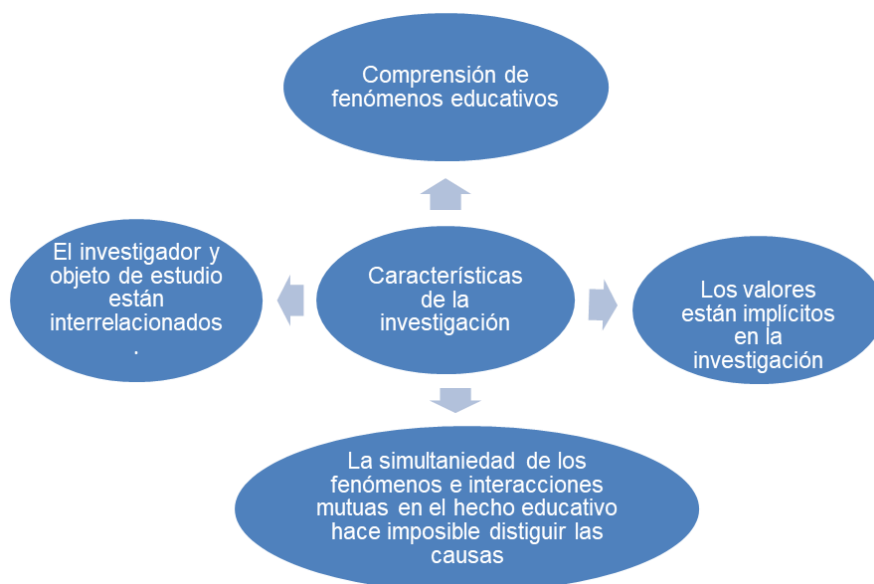 Comprensión de
fenómenos educativos
El investigador y
objeto de estudio
están
interrelacionados
.
Características
de la
investigación
Los valores
están implícitos
en la
investigación
La simultaniedad de los
fenómenos e interacciones
mutuas en el hecho educativo
hace imposible distiguir las
causas